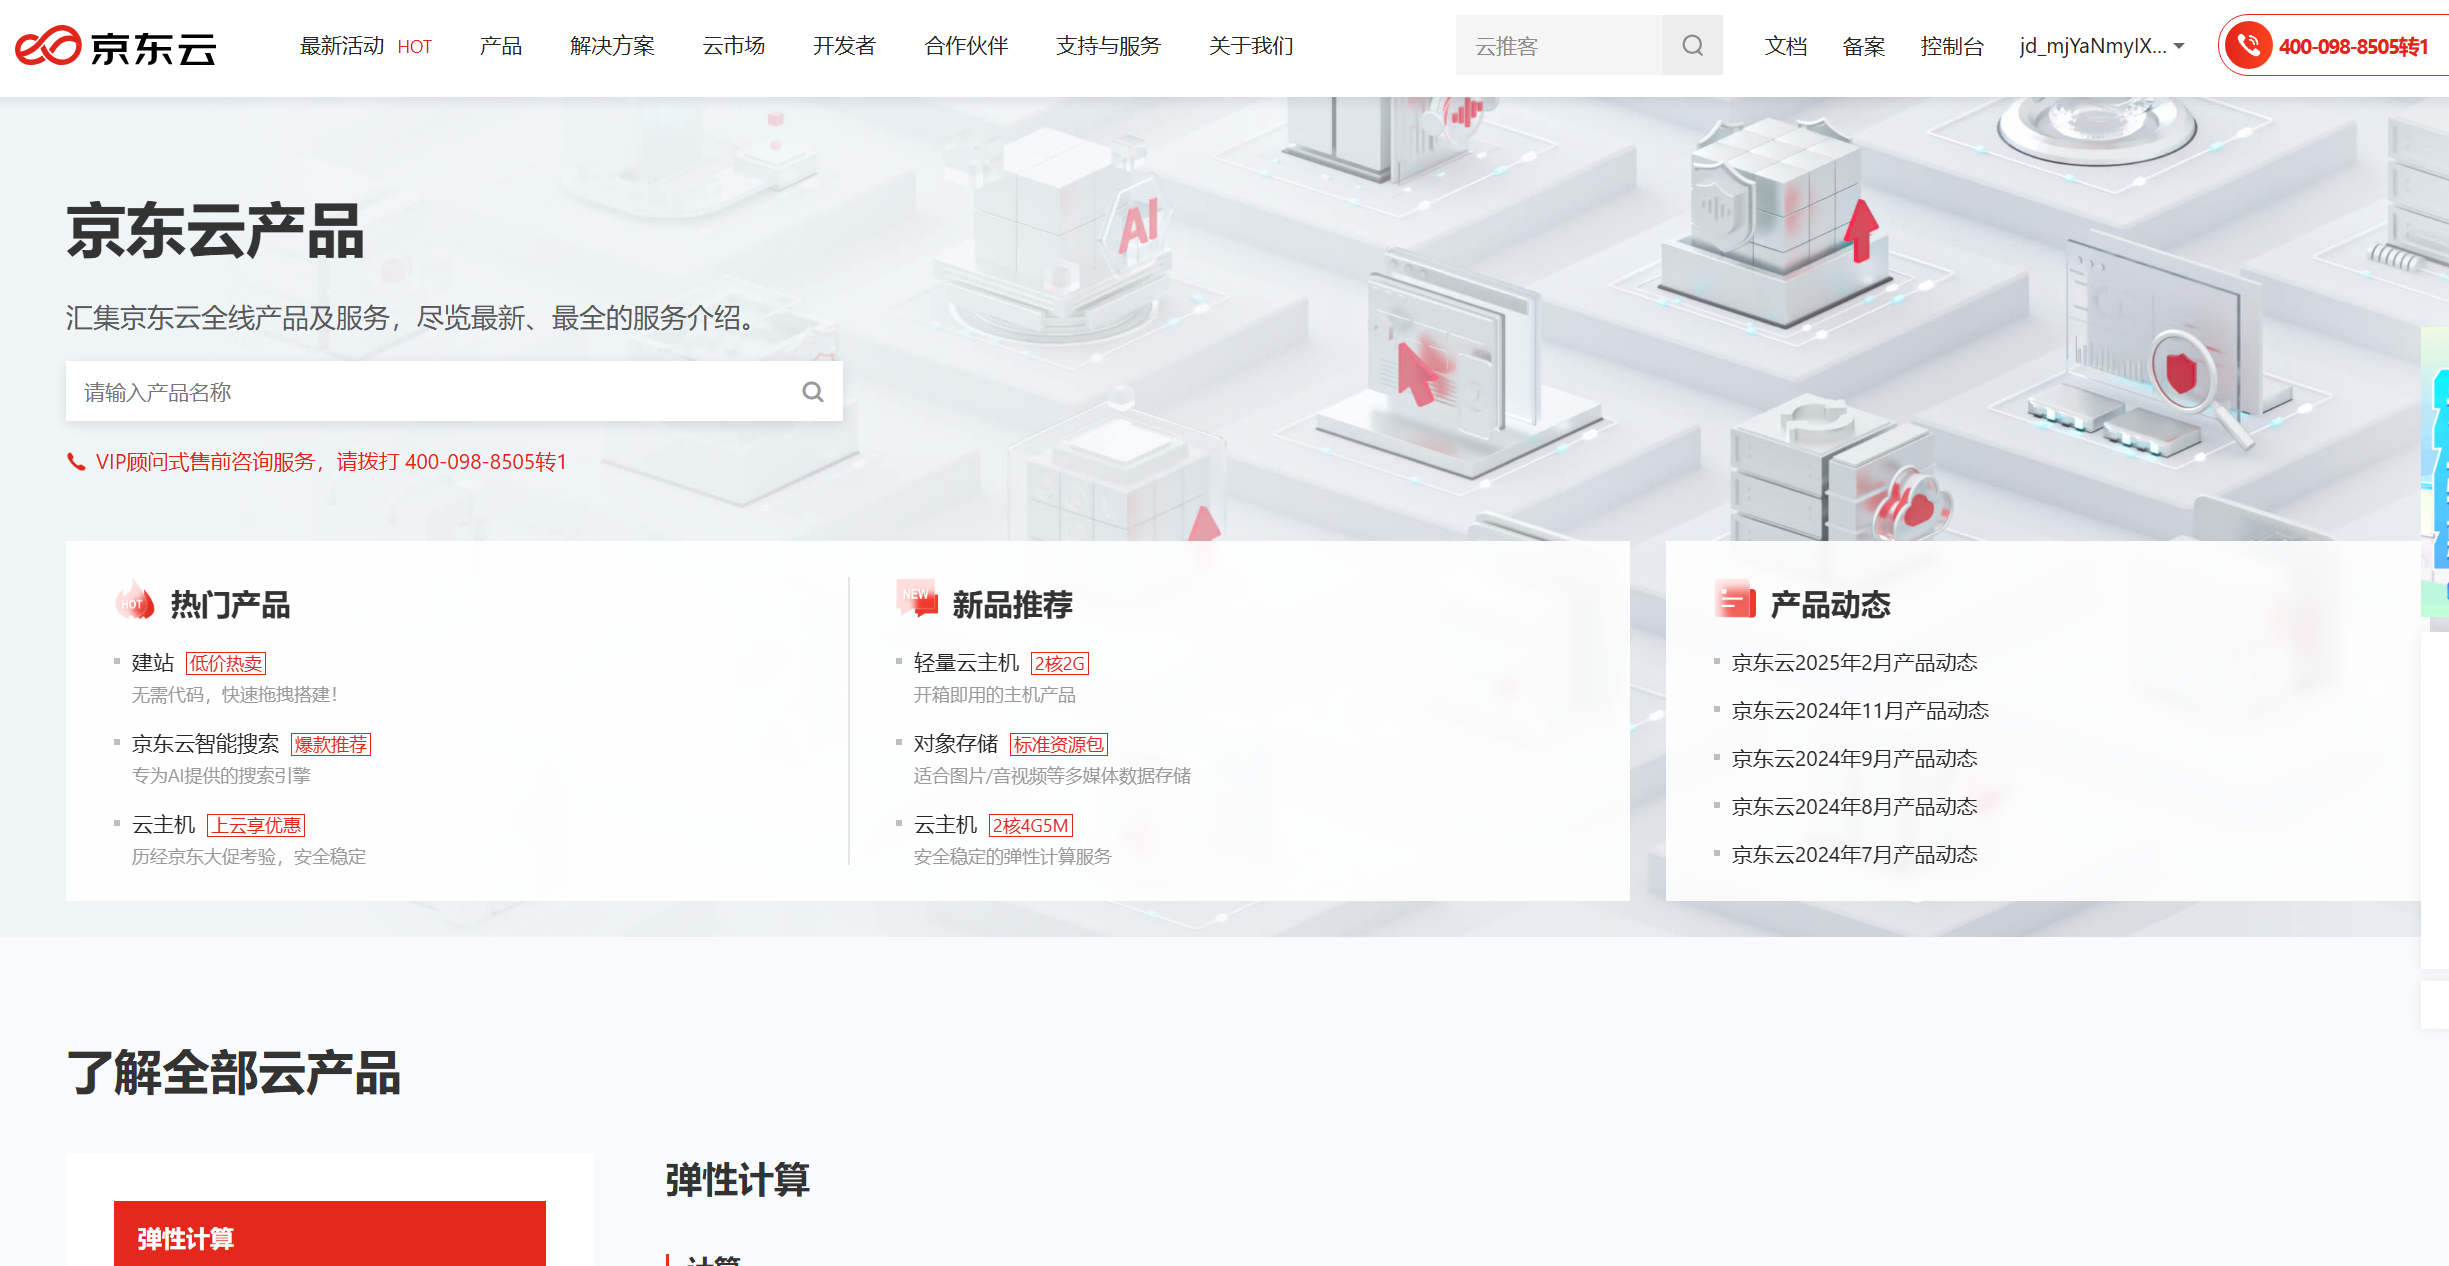 京东云
最新活动 HOT 产品 解决方案 云市场 开发者 合作伙伴 支持与服务 关于我们 云推客 文档 备案 控制台 jd_mjYaNmyIX... 400-098-8505转1
AI
京东云产品
汇集京东云全线产品及服务，尽览最新、最全的服务介绍。
请输入产品名称
VIP顾问式售前咨询服务，请拨打 400-098-8505转1
HOT 热门产品
建站 低价热卖
无需代码，快速拖拽搭建！
京东云智能搜索 爆款推荐
专为AI提供的搜索引擎
云主机 上云享优惠
历经京东大促考验，安全稳定
NEW 新品推荐
轻量云主机 2核2G
开箱即用的主机产品
对象存储 标准资源包
适合图片/音视频等多媒体数据存储
云主机 2核4G5M
安全稳定的弹性计算服务
产品动态
京东云2025年2月产品动态
京东云2024年11月产品动态
京东云2024年9月产品动态
京东云2024年8月产品动态
京东云2024年7月产品动态
了解全部云产品
弹性计算
弹性计算
计算